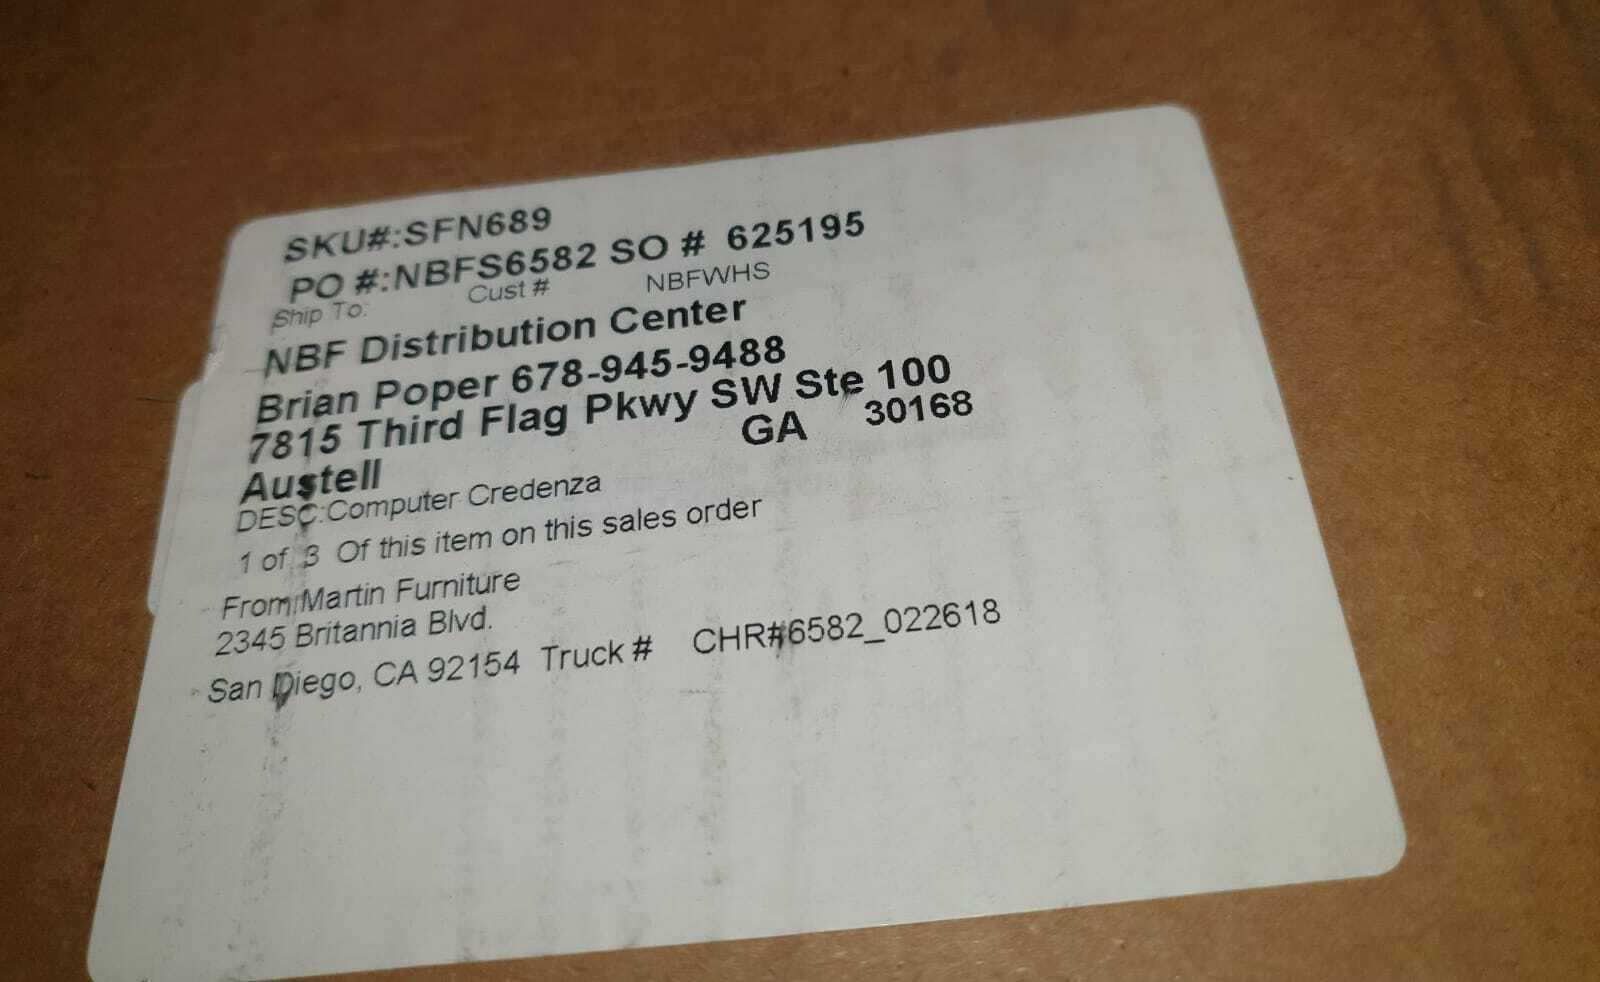 SKU#:SFN689
PO #:NBFS6582 SO # 625195
Ship To: Cust # NBFWHS
NBF Distribution Center
Brian Poper 678-945-9488
7815 Third Flag Pkwy SW Ste 100
Austell GA 30168
DESC:Computer Credenza
1 of 3 Of this item on this sales order
From:Martin Furniture
2345 Britannia Blvd.
San Diego, CA 92154 Truck # CHR#6582_022618